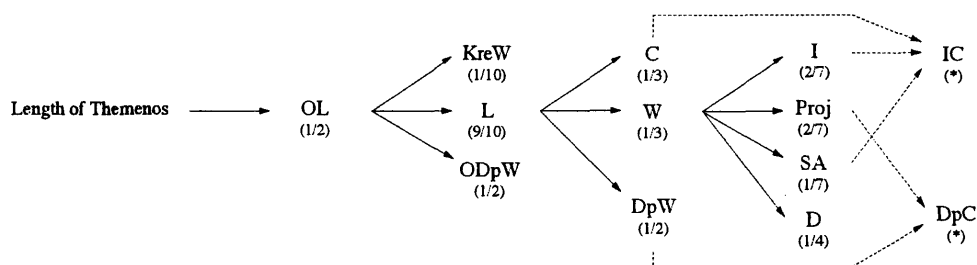 KreW
(1/10)
C
(1/3)
I
(2/7)
IC
(*)
Length of Themenos
OL
(1/2)
L
(9/10)
W
(1/3)
Proj
(2/7)
ODpW
(1/2)
SA
(1/7)
DpW
(1/2)
D
(1/4)
DpC
(*)